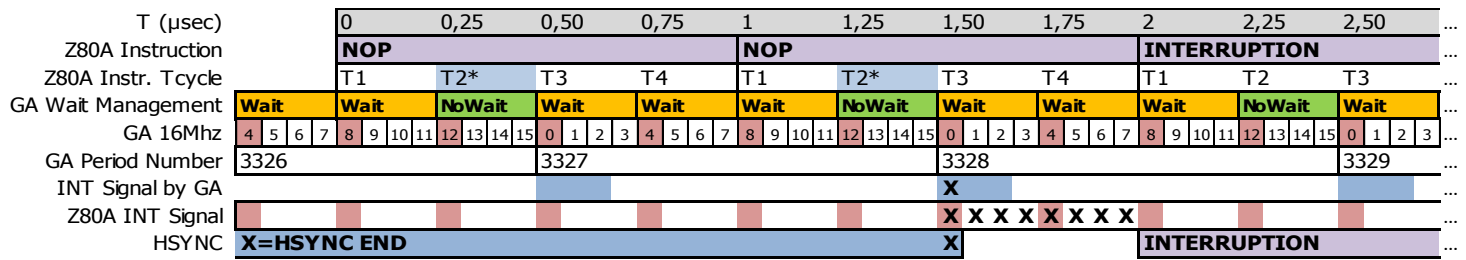 T (µsec) 0 0,25 0,50 0,75 1 1,25 1,50 1,75 2 2,25 2,50 ...
Z80A Instruction NOP NOP INTERRUPTION ...
Z80A Instr. Tcycle T1 T2* T3 T4 T1 T2* T3 T4 T1 T2 T3 ...
GA Wait Management Wait Wait NoWait Wait Wait Wait NoWait Wait Wait Wait NoWait Wait ...
GA 16Mhz 4 5 6 7 8 9 10 11 12 13 14 15 0 1 2 3 4 5 6 7 8 9 10 11 12 13 14 15 0 1 2 3 4 5 6 7 8 9 10 11 12 13 14 15 0 1 2 3 ...
GA Period Number 3326 3327 3328 3329 ...
INT Signal by GA X ...
Z80A INT Signal X X X X X X X X ...
HSYNC X=HSYNC END X INTERRUPTION ...